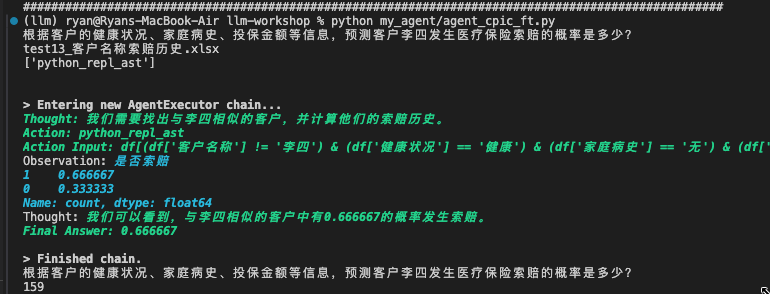 ####################################################################################################
(llm) ryan@Ryans-MacBook-Air llm-workshop % python my_agent/agent_cpic_ft.py
根据客户的健康状况、家庭病史、投保金额等信息，预测客户李四发生医疗保险索赔的概率是多少？
test13_客户名称索赔历史.xlsx
['python_repl_ast']
> Entering new AgentExecutor chain...
Thought: 我们需要找出与李四相似的客户，并计算他们的索赔历史。
Action: python_repl_ast
Action Input: df[(df['客户名称'] != '李四') & (df['健康状况'] == '健康') & (df['家庭病史'] == '无') & (df['
Observation: 是否索赔
1 0.666667
0 0.333333
Name: count, dtype: float64
Thought: 我们可以看到，与李四相似的客户中有0.666667的概率发生索赔。
Final Answer: 0.666667
> Finished chain.
根据客户的健康状况、家庭病史、投保金额等信息，预测客户李四发生医疗保险索赔的概率是多少？
159